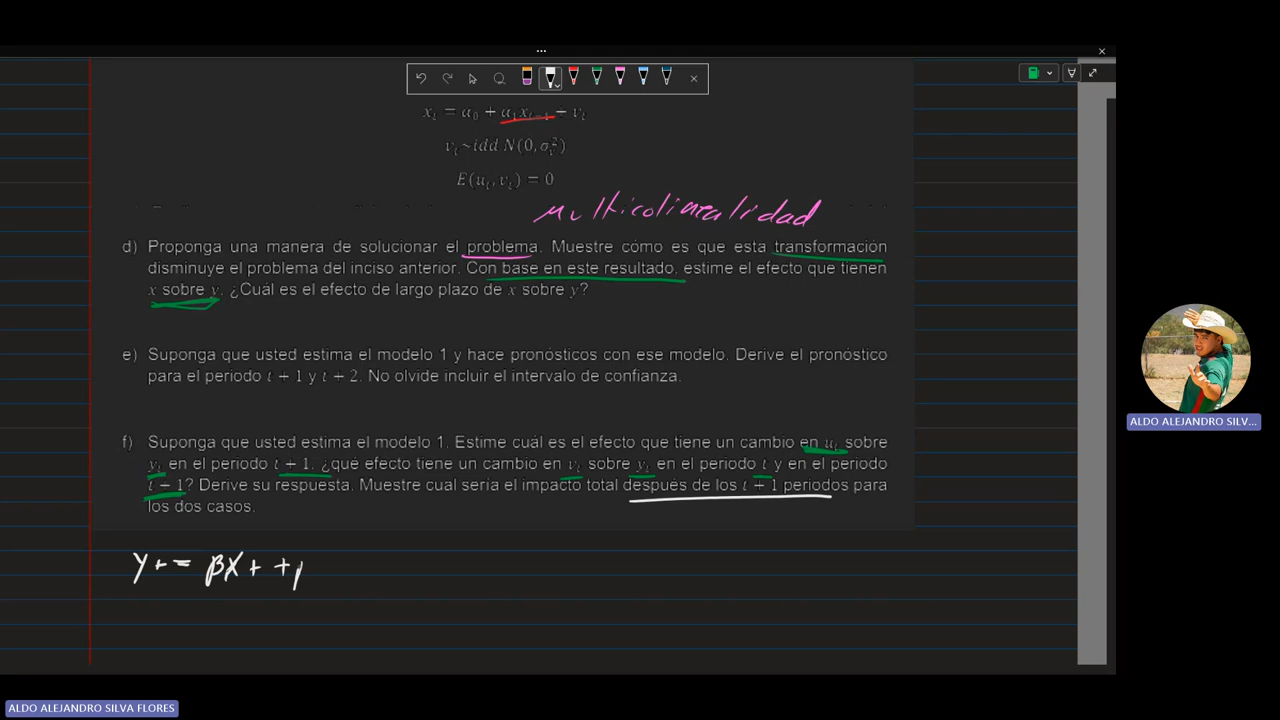 xₜ = α₀ + α₁xₜ₋₁ + vₜ
vₜ~idd N(0, σᵥ²)
E(uₜ, vₜ) = 0
multicolinealidad
d) Proponga una manera de solucionar el problema. Muestre cómo es que esta transformación
disminuye el problema del inciso anterior. Con base en este resultado, estime el efecto que tienen
x sobre y. ¿Cuál es el efecto de largo plazo de x sobre y?
e) Suponga que usted estima el modelo 1 y hace pronósticos con ese modelo. Derive el pronóstico
para el periodo t + 1 y t + 2. No olvide incluir el intervalo de confianza.
f) Suponga que usted estima el modelo 1. Estime cuál es el efecto que tiene un cambio en uₜ sobre
yₜ en el periodo t + 1. ¿qué efecto tiene un cambio en vₜ sobre yₜ en el periodo t y en el periodo
t + 1? Derive su respuesta. Muestre cual sería el impacto total después de los t + 1 periodos para
los dos casos.
yt = βXt +
ALDO ALEJANDRO SILV...
ALDO ALEJANDRO SILVA FLORES